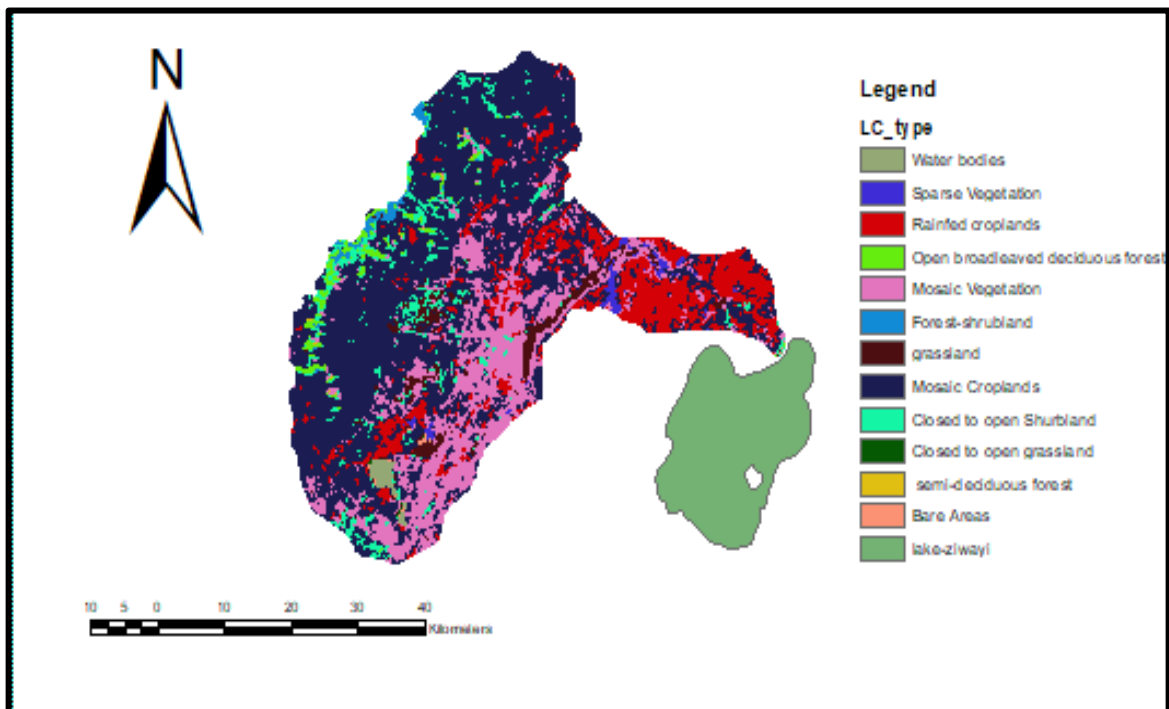 N
Legend
LC_type
Water bodies
Sparse Vegetation
Rainfed croplands
Open broadleaved deciduous forest
Mosaic Vegetation
Forest-shrubland
grassland
Mosaic Croplands
Closed to open Shurbland
Closed to open grassland
semi-deciduous forest
Bare Areas
lake-ziwayi
10 5 0 10 20 30 40
Kilometers